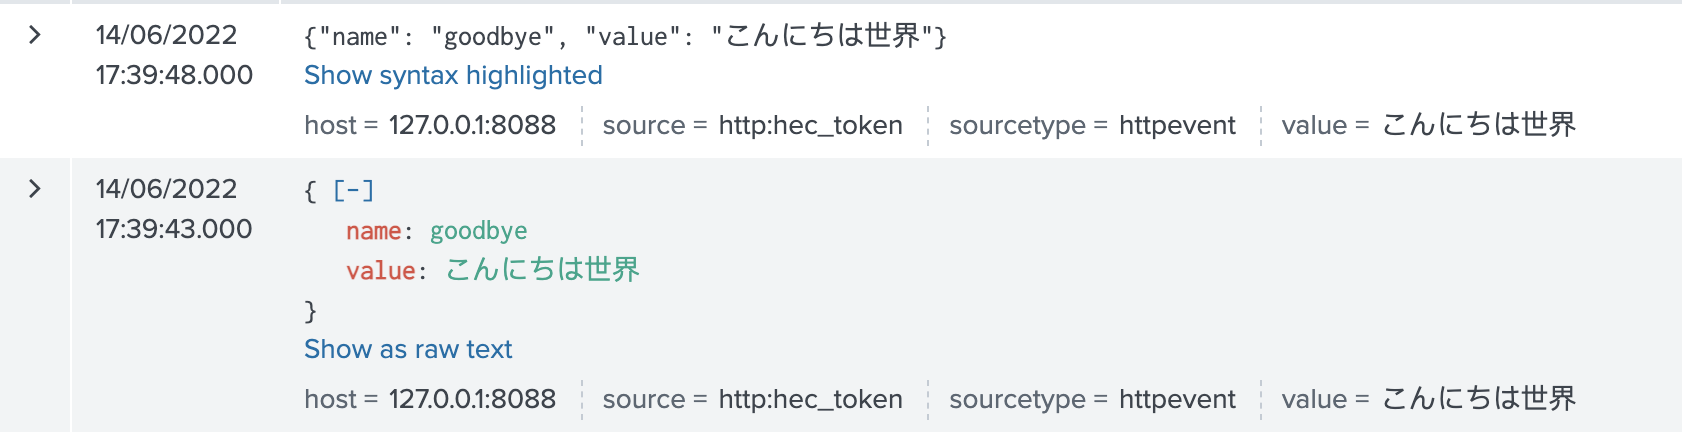 14/06/2022 {"name": "goodbye", "value": "こんにちは世界"}
17:39:48.000 Show syntax highlighted
host = 127.0.0.1:8088 source = http:hec_token sourcetype = httpevent value = こんにちは世界
14/06/2022 { [-]
17:39:43.000 name: goodbye
value: こんにちは世界
}
Show as raw text
host = 127.0.0.1:8088 source = http:hec_token sourcetype = httpevent value = こんにちは世界